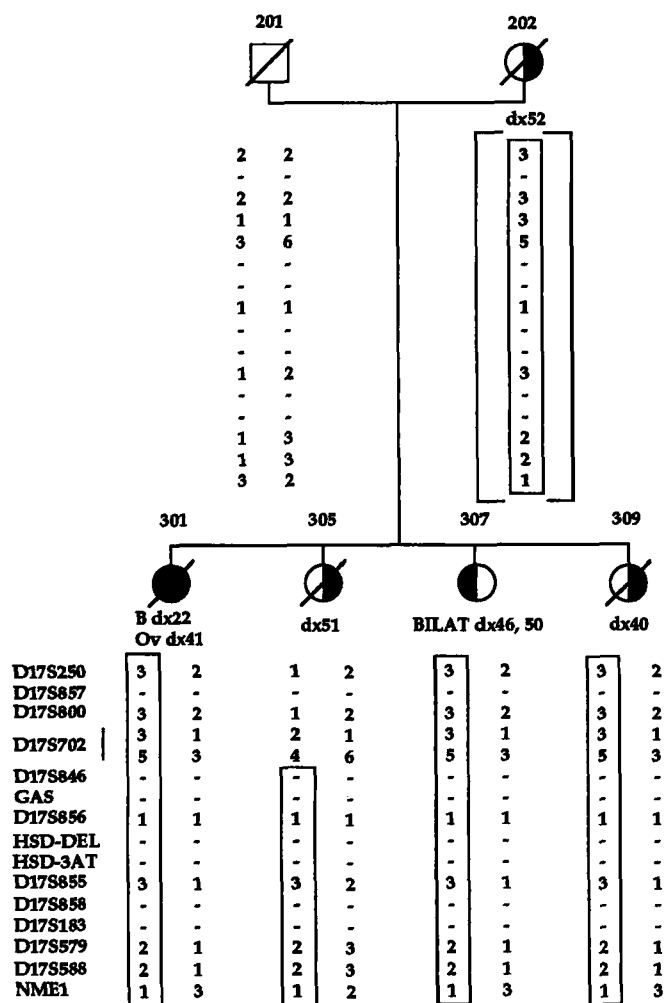 201 202
dx52
2 2 3
- - -
2 2 3
1 1 3
3 6 5
- - -
- - -
1 1 1
- - -
- - -
1 2 3
- - -
- - -
1 3 2
1 3 2
3 2 1
301 305 307 309
B dx22 dx51 BILAT dx46, 50 dx40
Ov dx41
D17S250 3 2 1 2 3 2 3 2
D17S857 - - - - - - - -
D17S800 3 2 1 2 3 2 3 2
D17S702 3 1 2 1 3 1 3 1
5 3 4 6 5 3 5 3
D17S846 - - - - - - - -
GAS - - - - - - - -
D17S856 1 1 1 1 1 1 1 1
HSD-DEL - - - - - - - -
HSD-3AT - - - - - - - -
D17S855 3 1 3 2 3 1 3 1
D17S858 - - - - - - - -
D17S183 - - - - - - - -
D17S579 2 1 2 3 2 1 2 1
D17S588 2 1 2 3 2 1 2 1
NME1 1 3 1 2 1 3 1 3